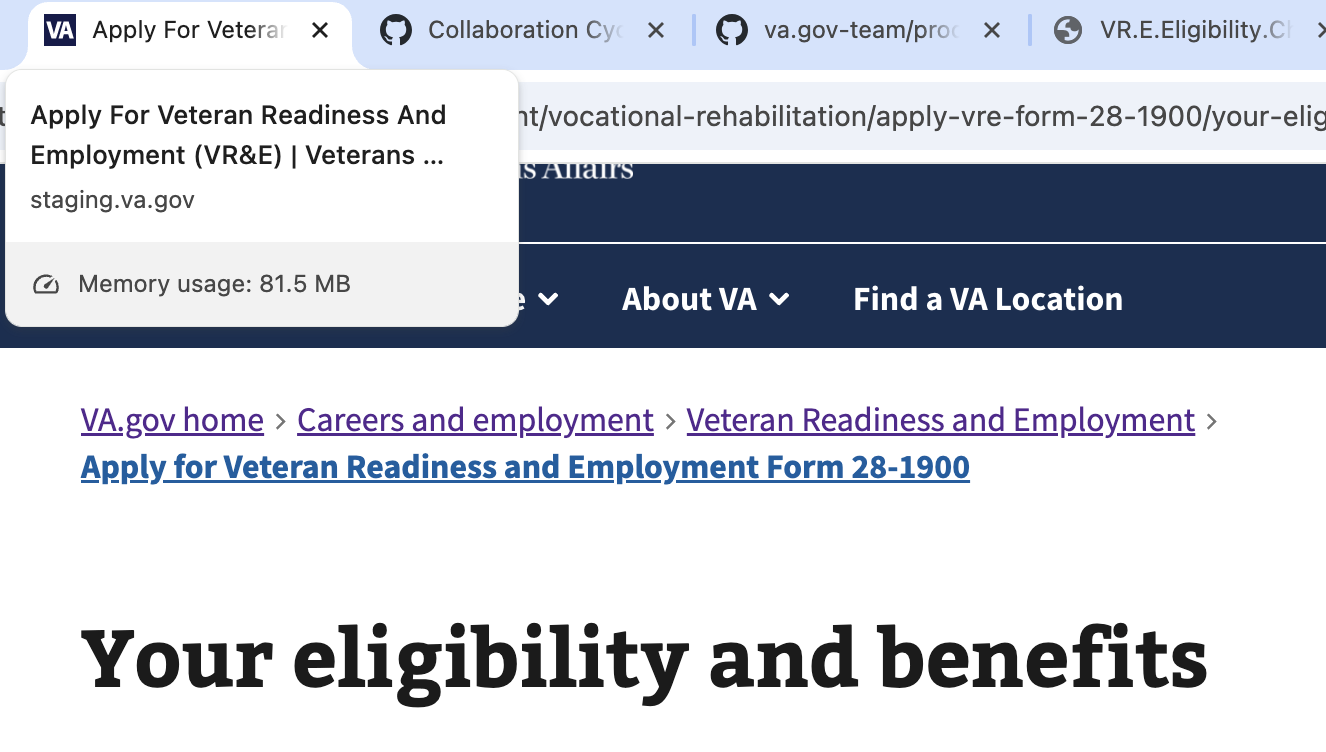 VA Apply For Veteran
Collaboration Cyc
va.gov-team/proc
VR.E.Eligibility.Ch
Apply For Veteran Readiness And
Employment (VR&E) | Veterans ...
staging.va.gov
Memory usage: 81.5 MB
nt/vocational-rehabilitation/apply-vre-form-28-1900/your-elig
s Affairs
e
About VA
Find a VA Location
VA.gov home > Careers and employment > Veteran Readiness and Employment >
Apply for Veteran Readiness and Employment Form 28-1900
Your eligibility and benefits